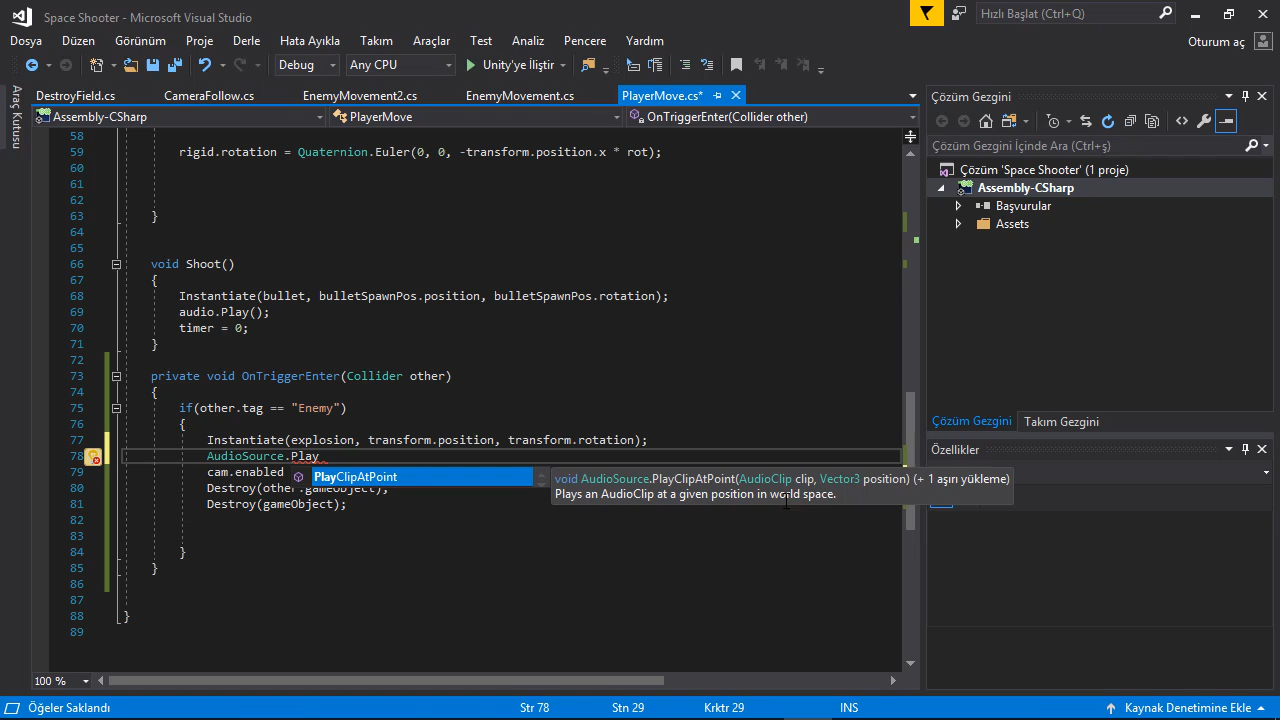 Space Shooter - Microsoft Visual Studio
Hızlı Başlat (Ctrl+Q)
Dosya Düzen Görünüm Proje Derle Hata Ayıkla Takım Araçlar Test Analiz Pencere Yardım Oturum aç
Debug Any CPU Unity'ye İliştir
Araç Kutusu
DestroyField.cs CameraFollow.cs EnemyMovement2.cs EnemyMovement.cs PlayerMove.cs*
Assembly-CSharp PlayerMove OnTriggerEnter(Collider other)
58
59 rigid.rotation = Quaternion.Euler(0, 0, -transform.position.x * rot);
60
61
62
63 }
64
65
66 void Shoot()
67 {
68 Instantiate(bullet, bulletSpawnPos.position, bulletSpawnPos.rotation);
69 audio.Play();
70 timer = 0;
71 }
72
73 private void OnTriggerEnter(Collider other)
74 {
75 if(other.tag == "Enemy")
76 {
77 Instantiate(explosion, transform.position, transform.rotation);
78 AudioSource.Play
79 cam.enabled
80 Destroy(other.gameObject);
81 Destroy(gameObject);
82
83
84 }
85 }
86
87
88 }
89
PlayClipAtPoint
void AudioSource.PlayClipAtPoint(AudioClip clip, Vector3 position) (+ 1 aşırı yükleme)
Plays an AudioClip at a given position in world space.
100 %
Çözüm Gezgini
Çözüm Gezgini İçinde Ara (Ctrl+ş)
Çözüm 'Space Shooter' (1 proje)
Assembly-CSharp
Başvurular
Assets
Çözüm Gezgini Takım Gezgini
Özellikler
Öğeler Saklandı Str 78 Stn 29 Krktr 29 INS Kaynak Denetimine Ekle